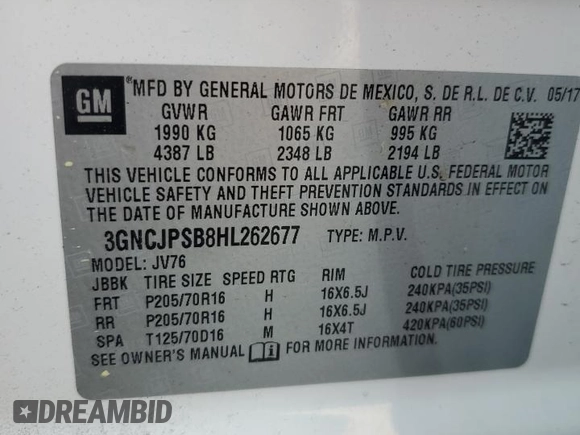 GM ®MFD BY GENERAL MOTORS DE MEXICO, S. DE R.L. DE C.V. 05/17
GVWR GAWR FRT GAWR RR
1990 KG 1065 KG 995 KG
4387 LB 2348 LB 2194 LB
THIS VEHICLE CONFORMS TO ALL APPLICABLE U.S. FEDERAL MOTOR
VEHICLE SAFETY AND THEFT PREVENTION STANDARDS IN EFFECT ON
THE DATE OF MANUFACTURE SHOWN ABOVE.
3GNCJPSB8HL262677 TYPE: M.P.V.
MODEL: JV76
JBBK TIRE SIZE SPEED RTG RIM COLD TIRE PRESSURE
FRT P205/70R16 H 16X6.5J 240KPA(35PSI)
RR P205/70R16 H 16X6.5J 240KPA(35PSI)
SPA T125/70D16 M 16X4T 420KPA(60PSI)
SEE OWNER'S MANUAL FOR MORE INFORMATION.
DREAMBID